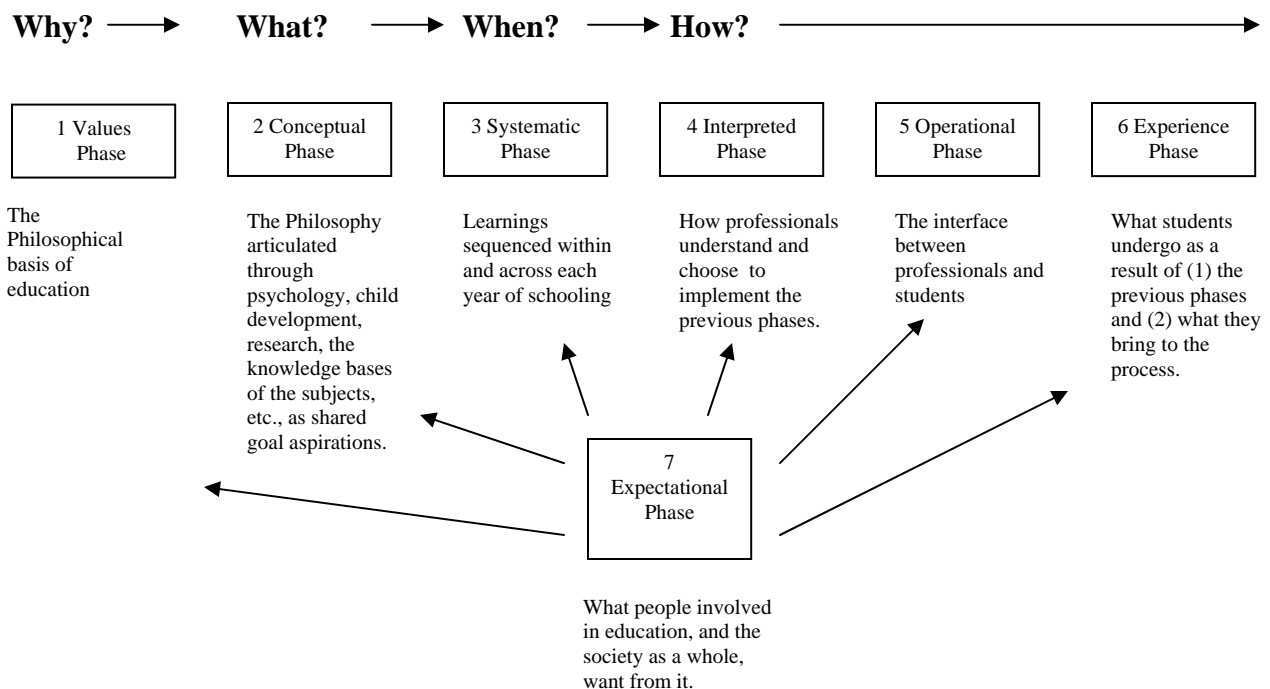 Why? What? When? How?
1 Values
Phase
2 Conceptual
Phase
3 Systematic
Phase
4 Interpreted
Phase
5 Operational
Phase
6 Experience
Phase
The
Philosophical
basis of
education
The Philosophy
articulated
through
psychology, child
development,
research, the
knowledge bases
of the subjects,
etc., as shared
goal aspirations.
Learnings
sequenced within
and across each
year of schooling
How professionals
understand and
choose to
implement the
previous phases.
The interface
between
professionals and
students
What students
undergo as a
result of (1) the
previous phases
and (2) what they
bring to the
process.
7
Expectational
Phase
What people involved
in education, and the
society as a whole,
want from it.